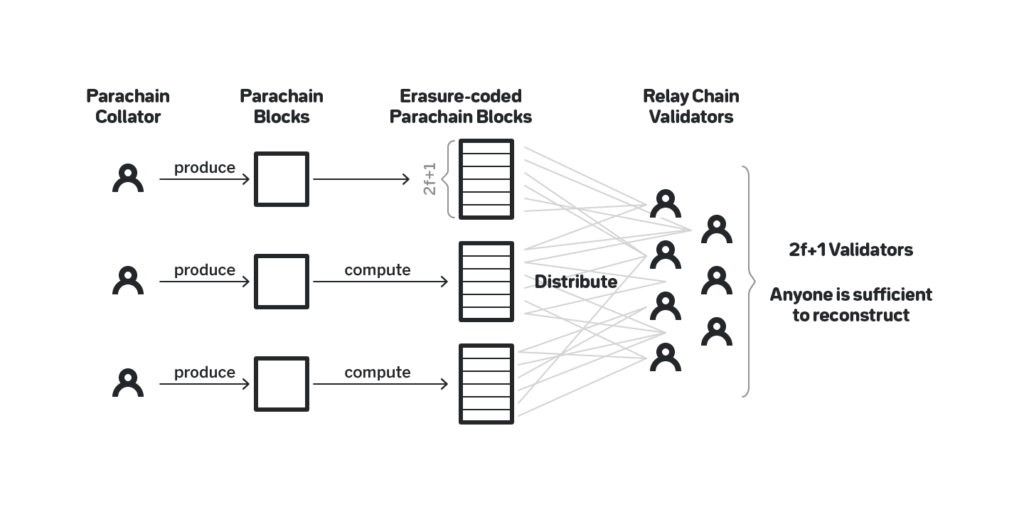 Parachain
Collator
Parachain
Blocks
Erasure-coded
Parachain Blocks
Relay Chain
Validators
produce
2f+1
produce
compute
Distribute
produce
compute
2f+1 Validators
Anyone is sufficient
to reconstruct